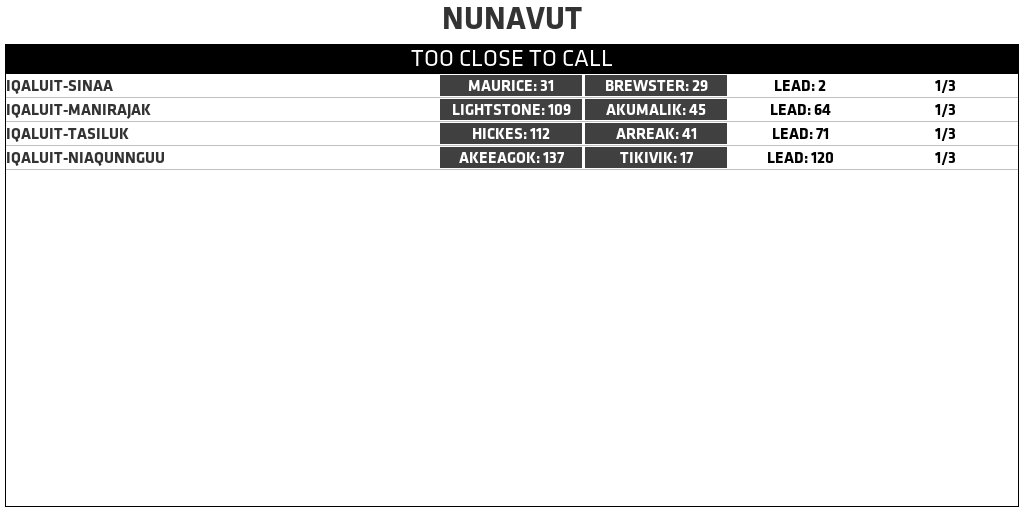 NUNAVUT
TOO CLOSE TO CALL
IQALUIT-SINAA MAURICE: 31 BREWSTER: 29 LEAD: 2 1/3
IQALUIT-MANIRAJAK LIGHTSTONE: 109 AKUMALIK: 45 LEAD: 64 1/3
IQALUIT-TASILUK HICKES: 112 ARREAK: 41 LEAD: 71 1/3
IQALUIT-NIAQUNNGUU AKEEAGOK: 137 TIKIVIK: 17 LEAD: 120 1/3